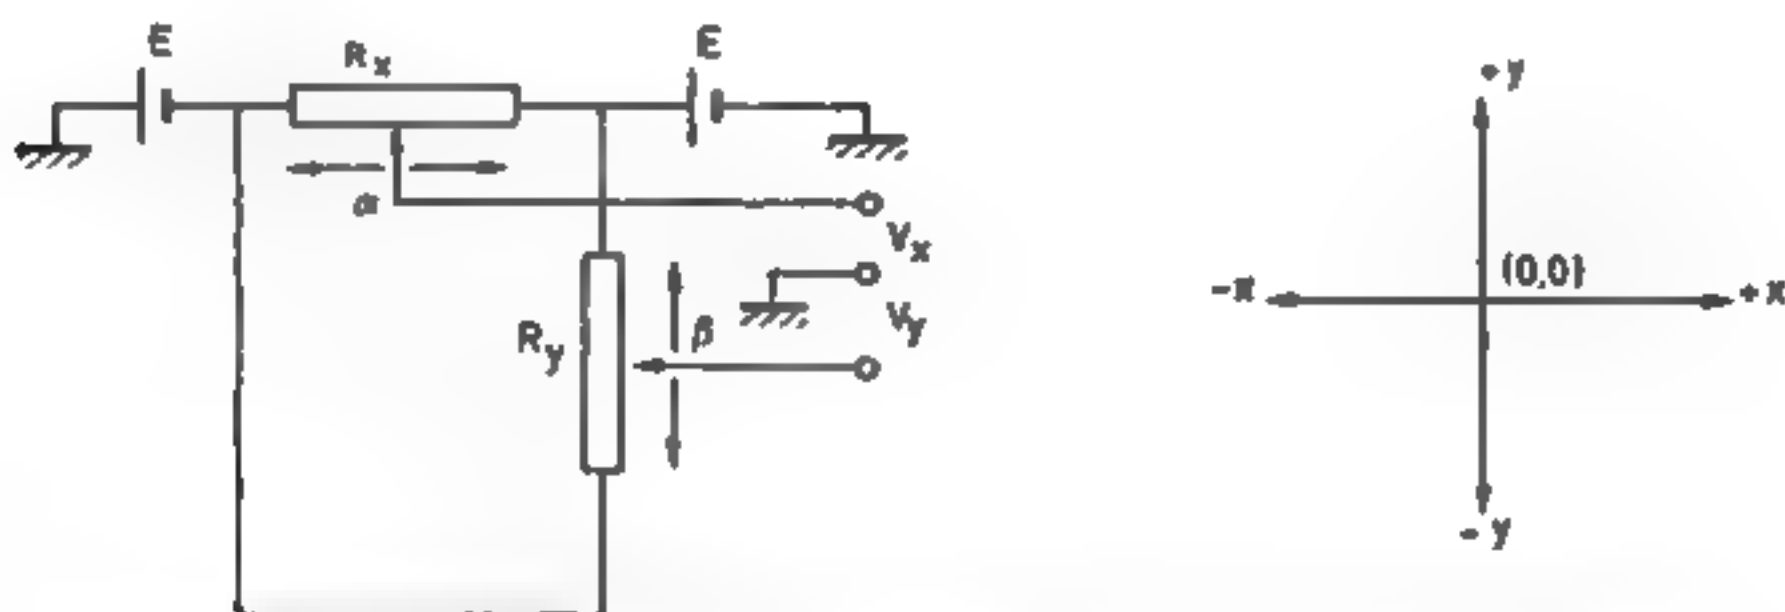 E
E
Rx
α
Vx
Ry
β
Vy
+y
-x
(0,0)
+x
-y